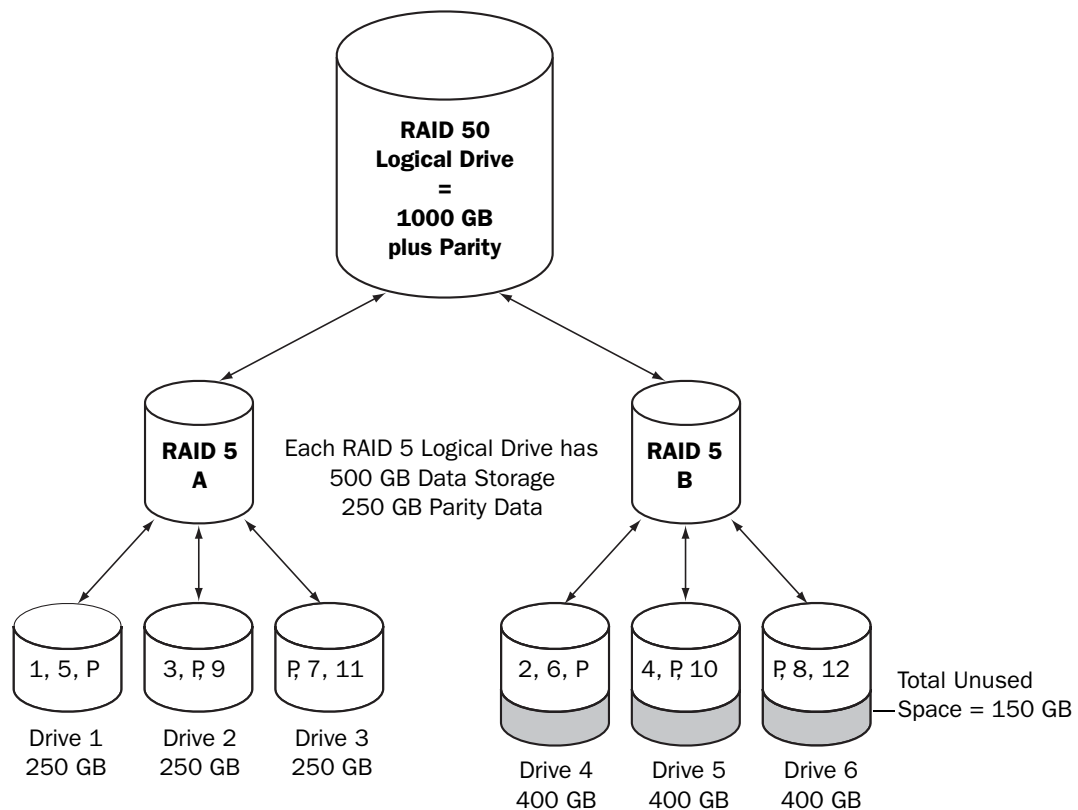 RAID 50
Logical Drive
=
1000 GB
plus Parity
RAID 5
A
Each RAID 5 Logical Drive has
500 GB Data Storage
250 GB Parity Data
RAID 5
B
1, 5, P
3, P, 9
P, 7, 11
2, 6, P
4, P, 10
P, 8, 12
Total Unused
Space = 150 GB
Drive 1
250 GB
Drive 2
250 GB
Drive 3
250 GB
Drive 4
400 GB
Drive 5
400 GB
Drive 6
400 GB